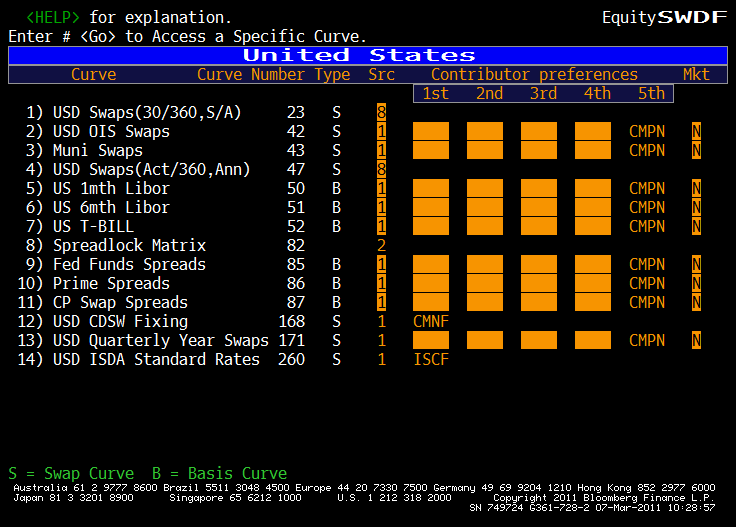 <HELP> for explanation. Equity SWDF
Enter # <Go> to Access a Specific Curve.
United States
Curve Curve Number Type Src Contributor preferences Mkt
1st 2nd 3rd 4th 5th
1) USD Swaps(30/360,S/A) 23 S 8
2) USD OIS Swaps 42 S 1 CMPN N
3) Muni Swaps 43 S 1 CMPN N
4) USD Swaps(Act/360,Ann) 47 S 8
5) US 1mth Libor 50 B 1 CMPN N
6) US 6mth Libor 51 B 1 CMPN N
7) US T-BILL 52 B 1 CMPN N
8) Spreadlock Matrix 82 2
9) Fed Funds Spreads 85 B 1 CMPN N
10) Prime Spreads 86 B 1 CMPN N
11) CP Swap Spreads 87 B 1 CMPN N
12) USD CDSW Fixing 168 S 1 CMNF
13) USD Quarterly Year Swaps 171 S 1 CMPN N
14) USD ISDA Standard Rates 260 S 1 ISCF
S = Swap Curve B = Basis Curve
Australia 61 2 9777 8600 Brazil 5511 3048 4500 Europe 44 20 7330 7500 Germany 49 69 9204 1210 Hong Kong 852 2977 6000
Japan 81 3 3201 8900 Singapore 65 6212 1000 U.S. 1 212 318 2000 Copyright 2011 Bloomberg Finance L.P.
SN 749724 G361-728-2 07-Mar-2011 10:28:57